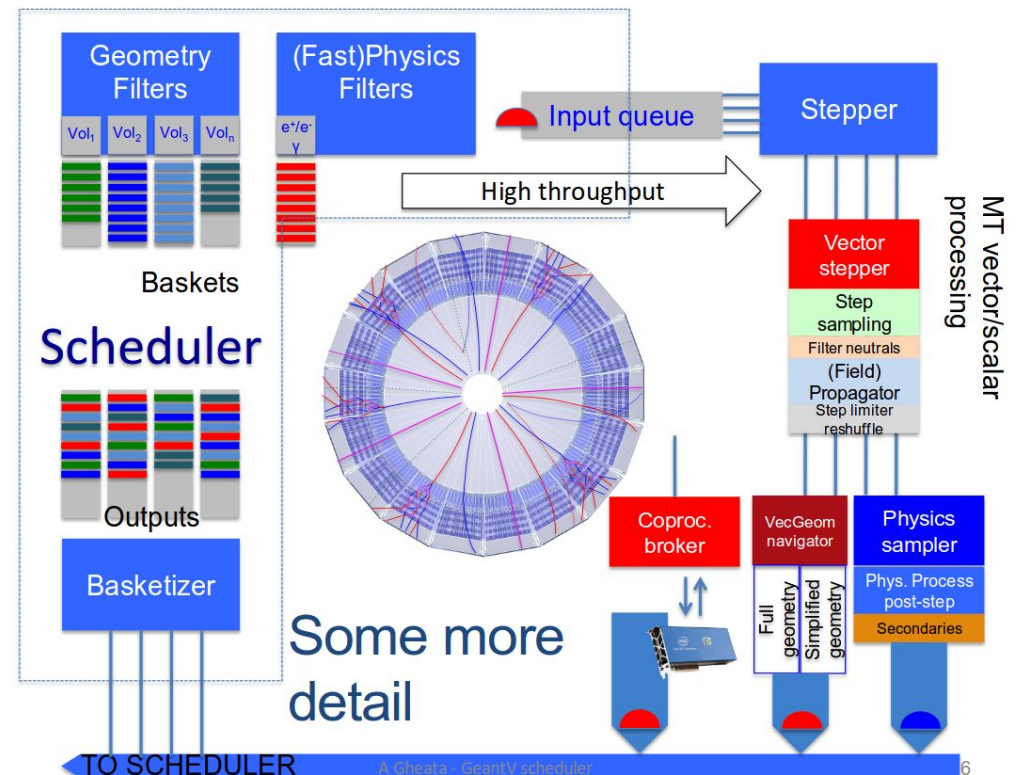 Geometry
Filters
Vol₁
Vol₂
Vol₃
Volₙ
(Fast)Physics
Filters
e⁺/e⁻
γ
Input queue
Stepper
High throughput
MT vector/scalar
processing
Baskets
Scheduler
Vector
stepper
Step
sampling
Filter neutrals
(Field)
Propagator
Step limiter
reshuffle
Outputs
Basketizer
Coproc.
broker
VecGeom
navigator
Full
geometry
Simplified
geometry
Physics
sampler
Phys. Process
post-step
Secondaries
Some more
detail
TO SCHEDULER
A Gheata - GeantV scheduler
6